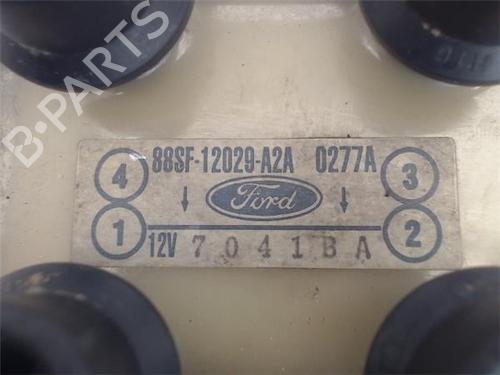 B-PARTS
88SF-12029-A2A 0277A
4 Ford 3
1 12V 7041BA 2